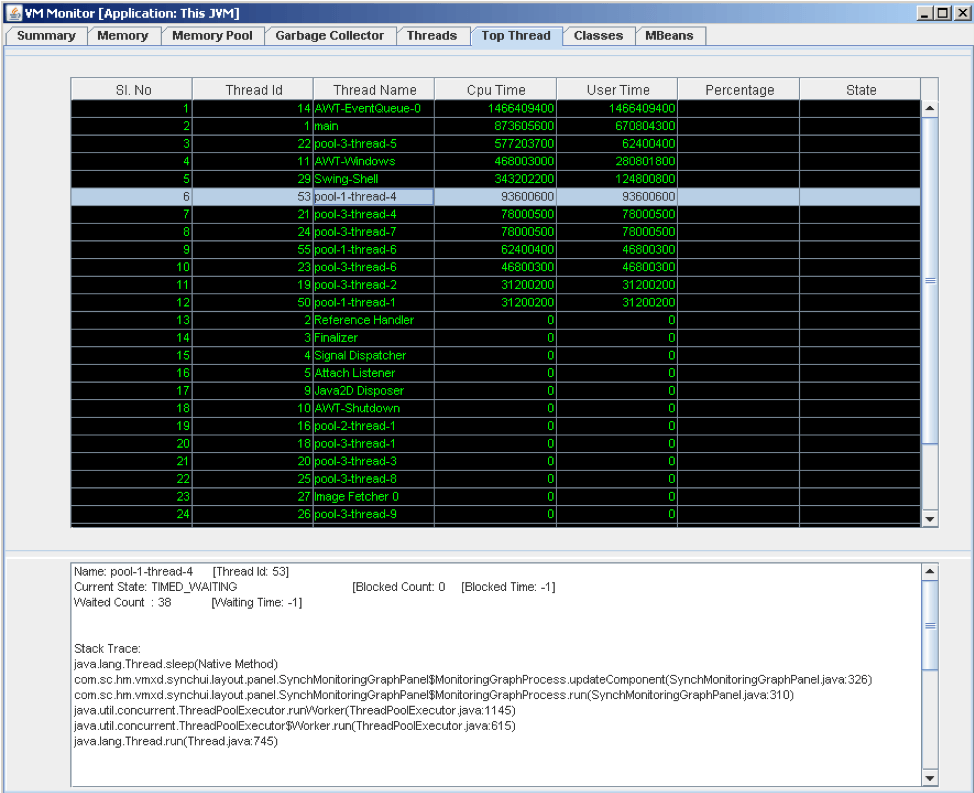 VM Monitor [Application: This JVM]
Summary Memory Memory Pool Garbage Collector Threads Top Thread Classes MBeans
Sl. No Thread Id Thread Name Cpu Time User Time Percentage State
1 14 AWT-EventQueue-0 1466409400 1466409400
2 1 main 873605600 670804300
3 22 pool-3-thread-5 577203700 62400400
4 11 AWT-Windows 468003000 280801800
5 29 Swing-Shell 343202200 124800800
6 53 pool-1-thread-4 93600600 93600600
7 21 pool-3-thread-4 78000500 78000500
8 24 pool-3-thread-7 78000500 78000500
9 55 pool-1-thread-6 62400400 46800300
10 23 pool-3-thread-6 46800300 46800300
11 19 pool-3-thread-2 31200200 31200200
12 50 pool-1-thread-1 31200200 31200200
13 2 Reference Handler 0 0
14 3 Finalizer 0 0
15 4 Signal Dispatcher 0 0
16 5 Attach Listener 0 0
17 9 Java2D Disposer 0 0
18 10 AWT-Shutdown 0 0
19 16 pool-2-thread-1 0 0
20 18 pool-3-thread-1 0 0
21 20 pool-3-thread-3 0 0
22 25 pool-3-thread-8 0 0
23 27 Image Fetcher 0 0 0
24 26 pool-3-thread-9 0 0
Name: pool-1-thread-4 [Thread Id: 53]
Current State: TIMED_WAITING [Blocked Count: 0 [Blocked Time: -1]
Waited Count : 38 [Waiting Time: -1]
Stack Trace:
java.lang.Thread.sleep(Native Method)
com.sc.hm.vmxd.synchui.layout.panel.SynchMonitoringGraphPanel$MonitoringGraphProcess.updateComponent(SynchMonitoringGraphPanel.java:326)
com.sc.hm.vmxd.synchui.layout.panel.SynchMonitoringGraphPanel$MonitoringGraphProcess.run(SynchMonitoringGraphPanel.java:310)
java.util.concurrent.ThreadPoolExecutor.runWorker(ThreadPoolExecutor.java:1145)
java.util.concurrent.ThreadPoolExecutor$Worker.run(ThreadPoolExecutor.java:615)
java.lang.Thread.run(Thread.java:745)